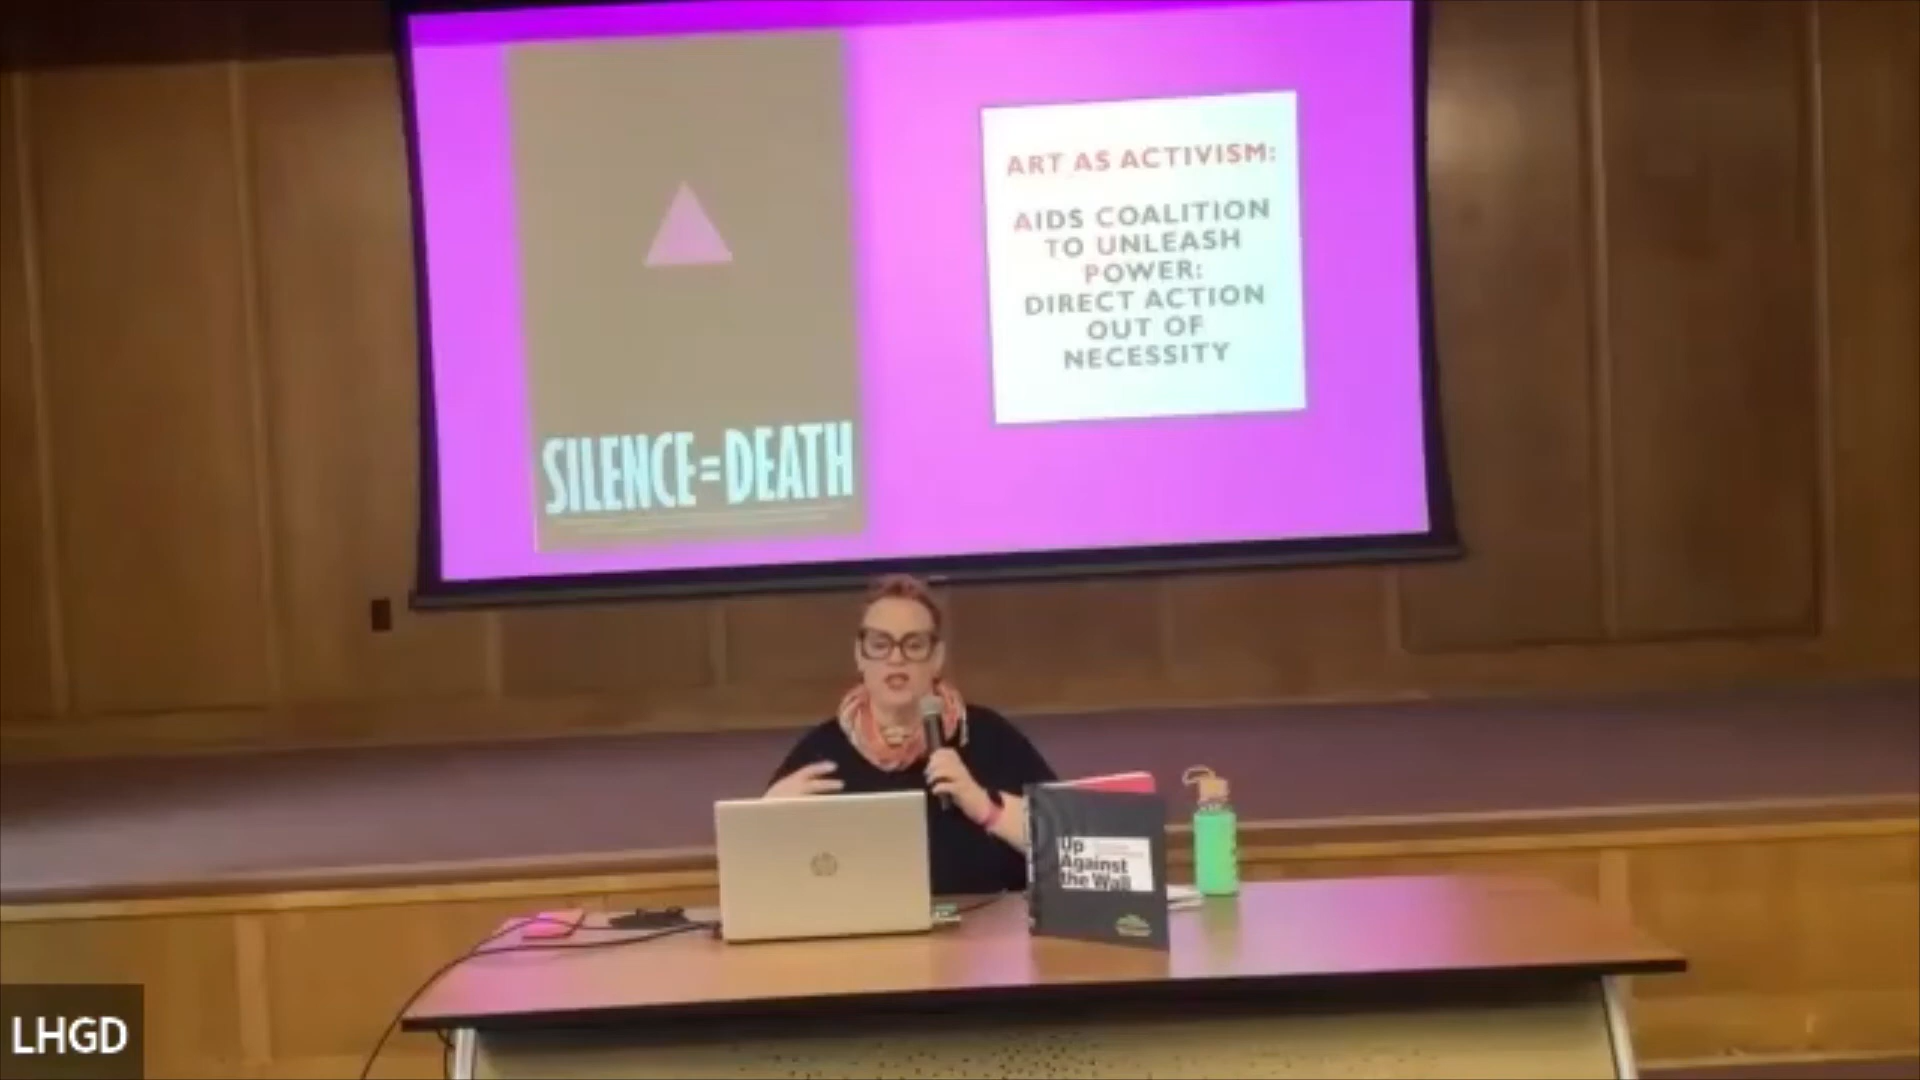 SILENCE=DEATH
ART AS ACTIVISM:
AIDS COALITION
TO UNLEASH
POWER:
DIRECT ACTION
OUT OF
NECESSITY
hp
Up
Against
the Wall
LHGD